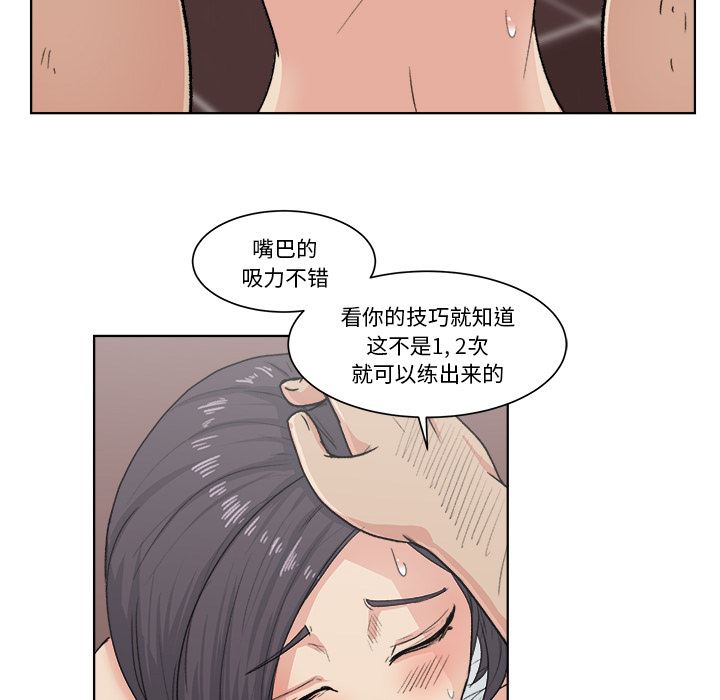 嘴巴的
吸力不错
看你的技巧就知道
这不是1, 2次
就可以练出来的